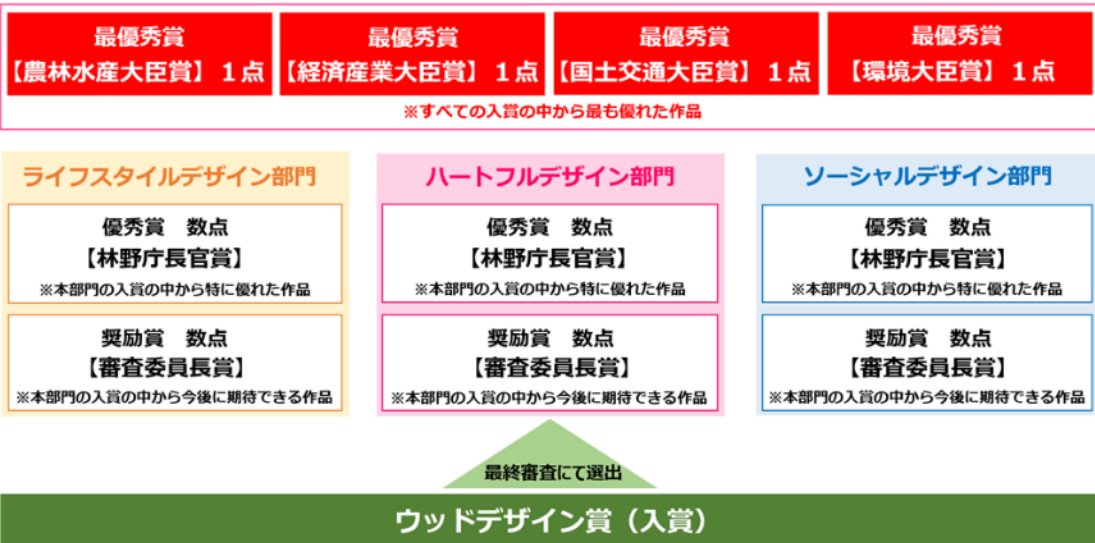 最優秀賞
【農林水産大臣賞】１点
最優秀賞
【経済産業大臣賞】１点
最優秀賞
【国土交通大臣賞】１点
最優秀賞
【環境大臣賞】１点
※すべての入賞の中から最も優れた作品
ライフスタイルデザイン部門
優秀賞　数点
【林野庁長官賞】
※本部門の入賞の中から特に優れた作品
奨励賞　数点
【審査委員長賞】
※本部門の入賞の中から今後に期待できる作品
ハートフルデザイン部門
優秀賞　数点
【林野庁長官賞】
※本部門の入賞の中から特に優れた作品
奨励賞　数点
【審査委員長賞】
※本部門の入賞の中から今後に期待できる作品
ソーシャルデザイン部門
優秀賞　数点
【林野庁長官賞】
※本部門の入賞の中から特に優れた作品
奨励賞　数点
【審査委員長賞】
※本部門の入賞の中から今後に期待できる作品
最終審査にて選出
ウッドデザイン賞（入賞）